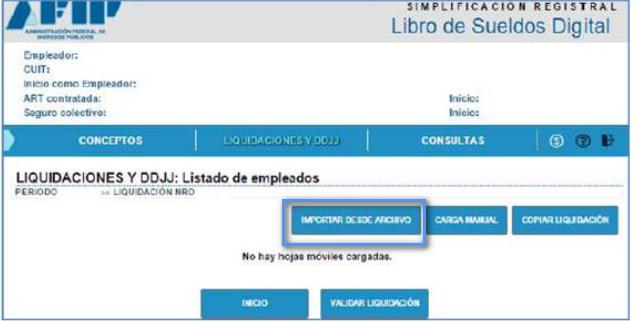 AFIP
ADMINISTRACIÓN FEDERAL DE
INGRESOS PÚBLICOS
SIMPLIFICACIÓN REGISTRAL
Libro de Sueldos Digital
Empleador:
CUIT:
Inicio como Empleador:
ART contratada: Inicio:
Seguro colectivo: Inicio:
CONCEPTOS LIQUIDACIONES Y DDJJ CONSULTAS
LIQUIDACIONES Y DDJJ: Listado de empleados
PERIODO >> LIQUIDACIÓN NRO
IMPORTAR DESDE ARCHIVO CARGA MANUAL COPIAR LIQUIDACIÓN
No hay hojas móviles cargadas.
INICIO VALIDAR LIQUIDACIÓN